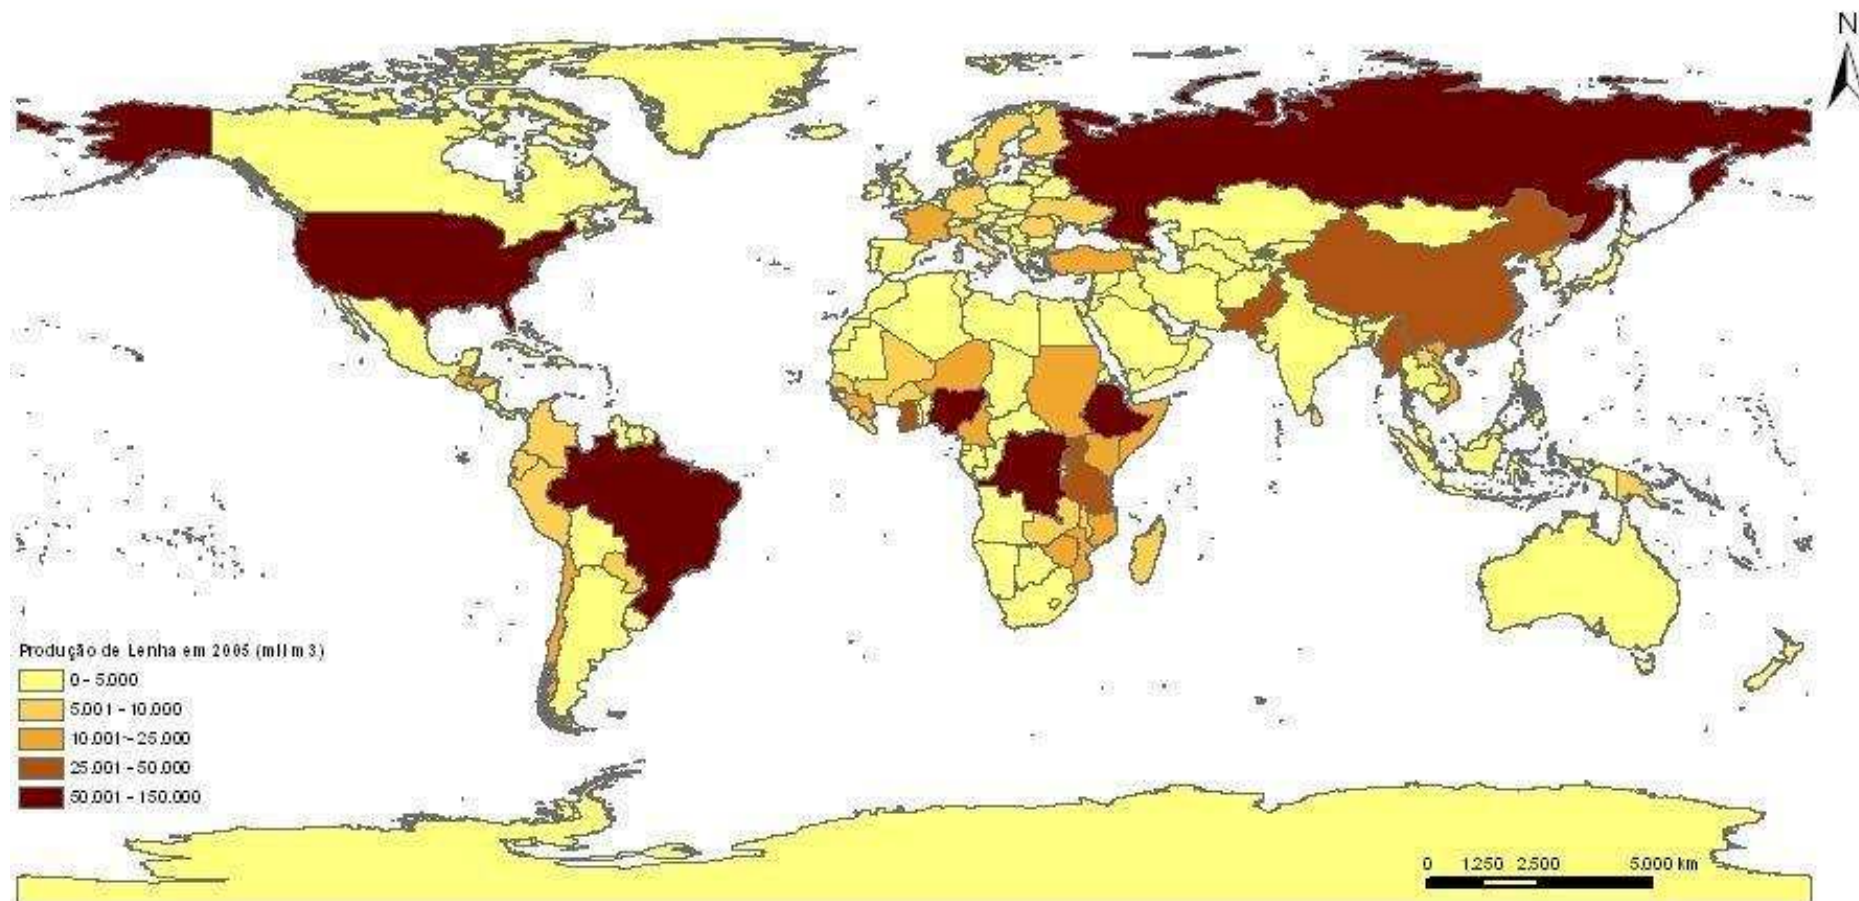 N
Produção de Lenha em 2005 (mil m3)
0 - 5.000
5.001 - 10.000
10.001 - 25.000
25.001 - 50.000
50.001 - 150.000
0 1.250 2.500 5.000 km